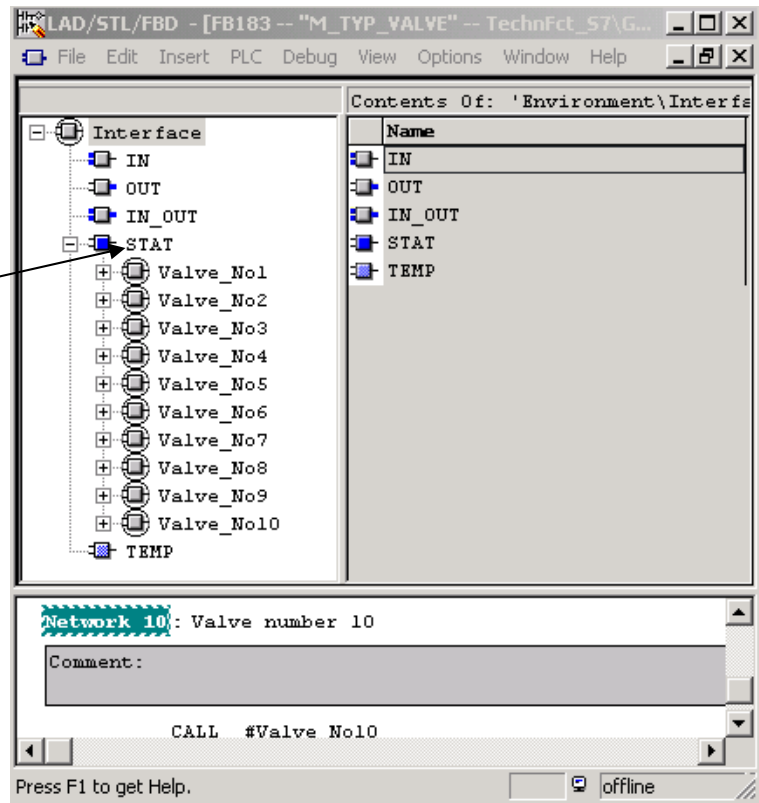 LAD/STL/FBD - [FB183 -- "M_TYP_VALVE" -- TechnFct_S7\G...
File Edit Insert PLC Debug View Options Window Help
Contents Of: 'Environment\Interfa
Interface
IN
OUT
IN_OUT
STAT
Valve_No1
Valve_No2
Valve_No3
Valve_No4
Valve_No5
Valve_No6
Valve_No7
Valve_No8
Valve_No9
Valve_No10
TEMP
Name
IN
OUT
IN_OUT
STAT
TEMP
Network 10: Valve number 10
Comment:
CALL #Valve_No10
Press F1 to get Help.
offline